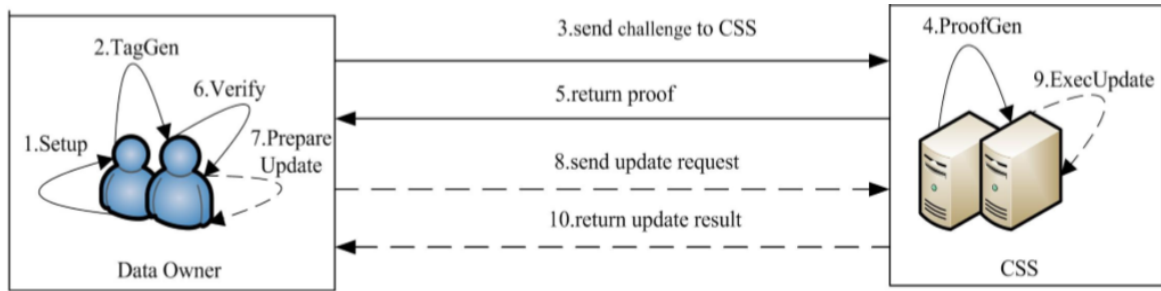 2.TagGen
6.Verify
1.Setup
7.Prepare
Update
Data Owner
3.send challenge to CSS
5.return proof
8.send update request
10.return update result
4.ProofGen
9.ExecUpdate
CSS